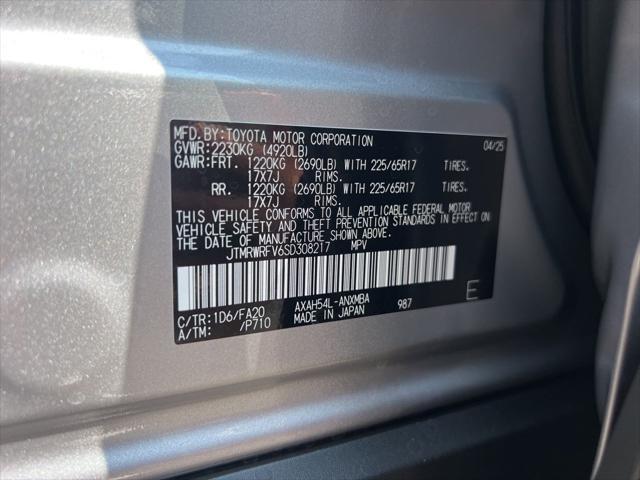 MFD. BY: TOYOTA MOTOR CORPORATION 04/25
GVWR: 2230KG (4920LB)
GAWR: FRT. 1220KG (2690LB) WITH 225/65R17 TIRES.
17X7J RIMS.
RR. 1220KG (2690LB) WITH 225/65R17 TIRES.
17X7J RIMS.
THIS VEHICLE CONFORMS TO ALL APPLICABLE FEDERAL MOTOR
VEHICLE SAFETY AND THEFT PREVENTION STANDARDS IN EFFECT ON
THE DATE OF MANUFACTURE SHOWN ABOVE.
JTMRWRFV6SD308217 MPV
C/TR: 1D6/FA20 AXAH54L-ANXMBA 987 E
A/TM: /P710 MADE IN JAPAN